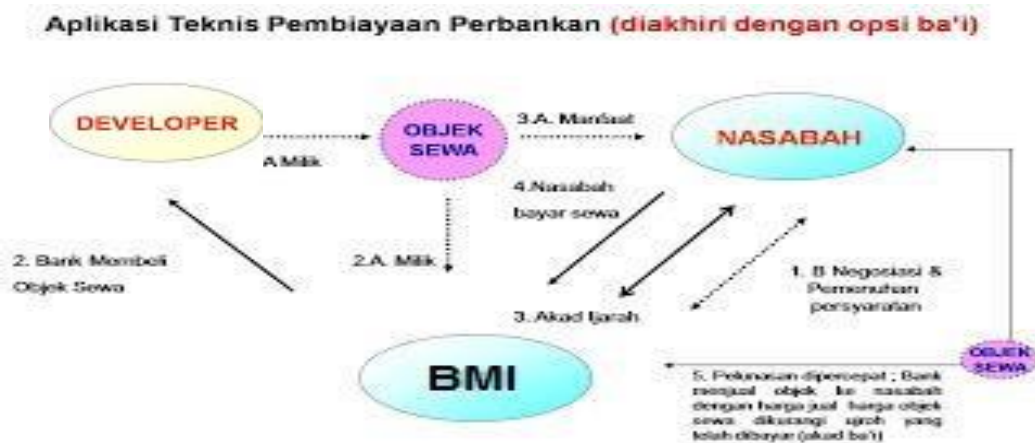 Aplikasi Teknis Pembiayaan Perbankan (diakhiri dengan opsi ba'i)
DEVELOPER
A Milik
OBJEK
SEWA
3.A. Manfaat
NASABAH
4.Nasabah
bayar sewa
2. Bank Membeli
Objek Sewa
2.A. Milik
3. Akad Ijarah
1. B Negosiasi &
Pemenuhan
persyaratan
BMI
OBJEK
SEWA
5. Pelunasan dipercepat ; Bank
menjual objek ke nasabah
dengan harga jual harga objek
sewa dikurangi ujroh yang
telah dibayar (akad ba'i)